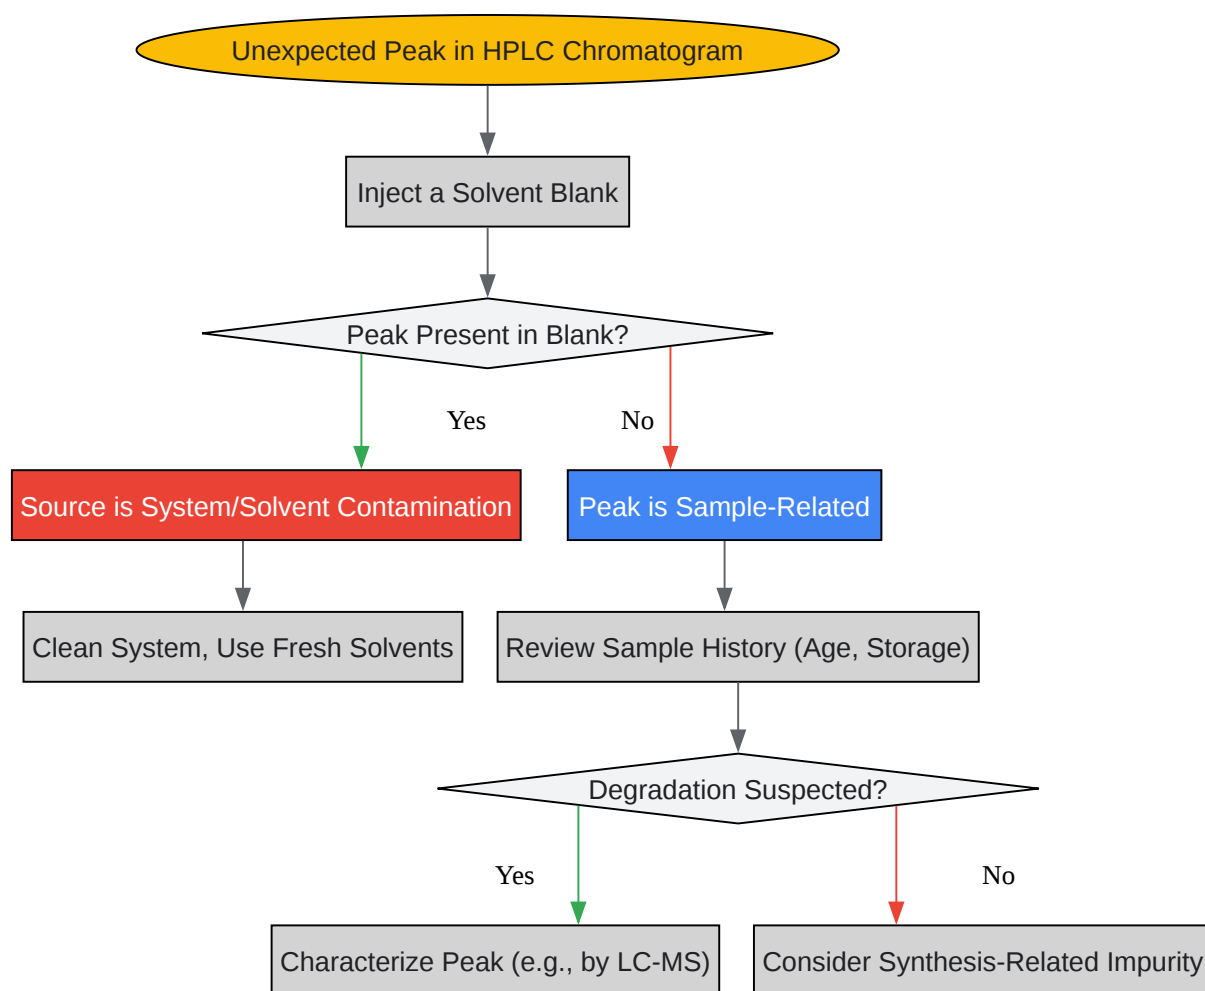 Unexpected Peak in HPLC Chromatogram
Inject a Solvent Blank
Peak Present in Blank?
Yes
No
Source is System/Solvent Contamination
Peak is Sample-Related
Clean System, Use Fresh Solvents
Review Sample History (Age, Storage)
Degradation Suspected?
Yes
No
Characterize Peak (e.g., by LC-MS)
Consider Synthesis-Related Impurity